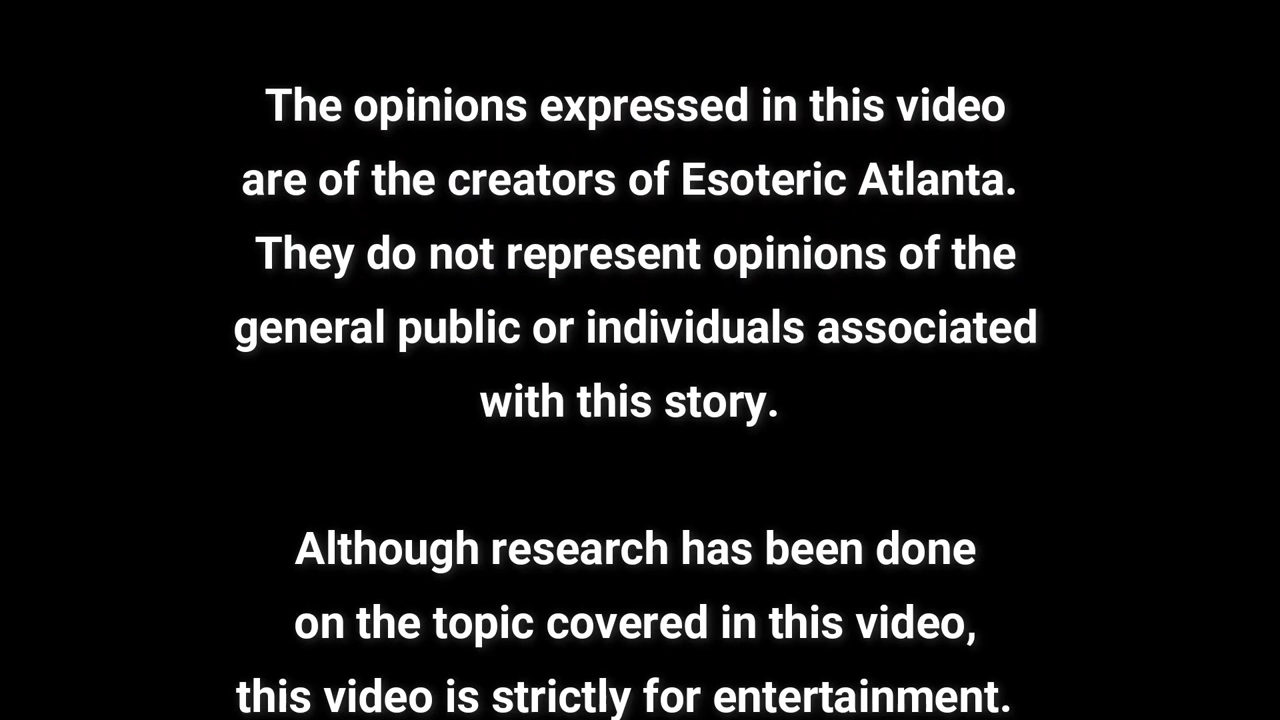 The opinions expressed in this video
are of the creators of Esoteric Atlanta.
They do not represent opinions of the
general public or individuals associated
with this story.
Although research has been done
on the topic covered in this video,
this video is strictly for entertainment.